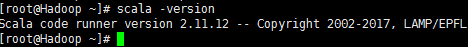 [root@Hadoop ~]# scala -version
Scala code runner version 2.11.12 -- Copyright 2002-2017, LAMP/EPFL
[root@Hadoop ~]#